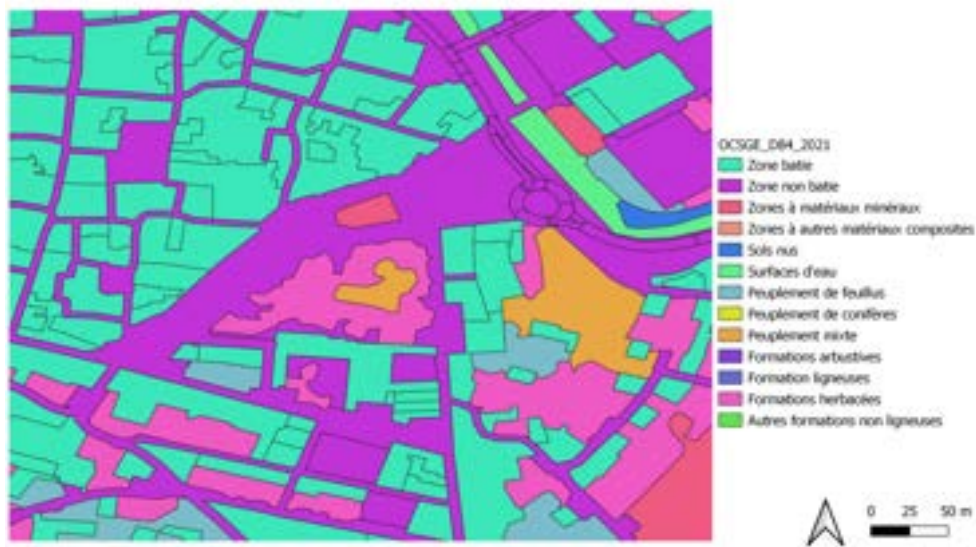 OCSGE_D84_2021
Zone batie
Zone non batie
Zones à matériaux minéraux
Zones à autres matériaux composites
Sols nus
Surfaces d'eau
Peuplement de feuillus
Peuplement de conifères
Peuplement mixte
Formations arbustives
Formation ligneuses
Formations herbacées
Autres formations non ligneuses
0 25 50 m